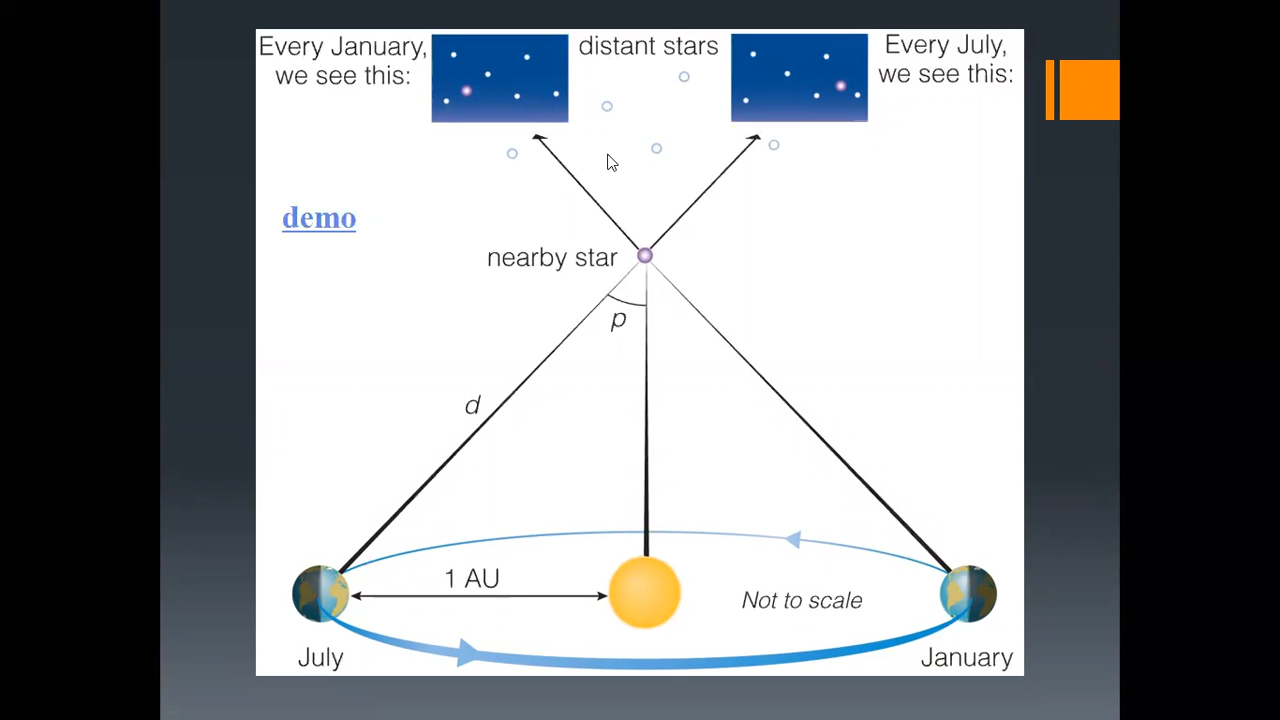 Every January,
we see this:
distant stars
Every July,
we see this:
demo
nearby star
p
d
1 AU
Not to scale
July
January